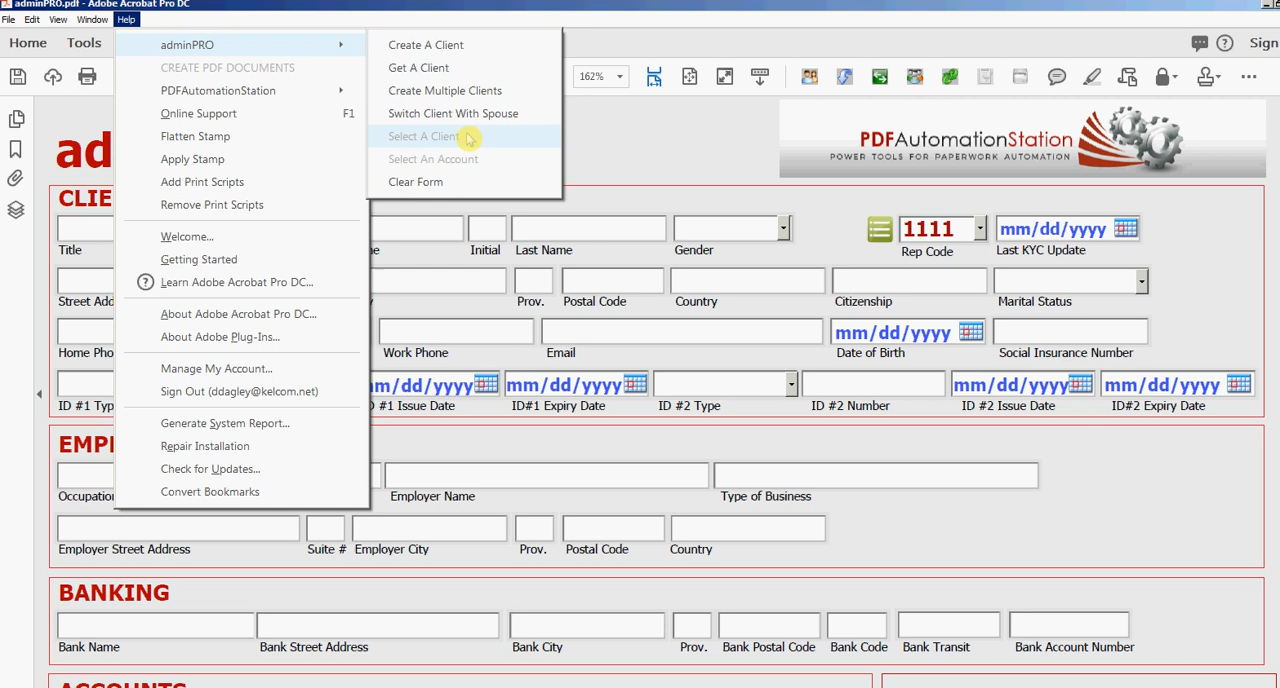 adminPRO.pdf - Adobe Acrobat Pro DC
File Edit View Window Help
Home Tools Sign
162%
adminPRO
CREATE PDF DOCUMENTS
PDFAutomationStation
Online Support F1
Flatten Stamp
Apply Stamp
Add Print Scripts
Remove Print Scripts
Welcome...
Getting Started
Learn Adobe Acrobat Pro DC...
About Adobe Acrobat Pro DC...
About Adobe Plug-Ins...
Manage My Account...
Sign Out (ddagley@kelcom.net)
Generate System Report...
Repair Installation
Check for Updates...
Convert Bookmarks
Create A Client
Get A Client
Create Multiple Clients
Switch Client With Spouse
Select A Client
Select An Account
Clear Form
ad
PDFAutomationStation
POWER TOOLS FOR PAPERWORK AUTOMATION
CLIE
1111 mm/dd/yyyy
Title e Initial Last Name Gender Rep Code Last KYC Update
Street Add y Prov. Postal Code Country Citizenship Marital Status
mm/dd/yyyy
Home Pho Work Phone Email Date of Birth Social Insurance Number
mm/dd/yyyy mm/dd/yyyy mm/dd/yyyy mm/dd/yyyy
ID #1 Typ D #1 Issue Date ID#1 Expiry Date ID #2 Type ID #2 Number ID #2 Issue Date ID#2 Expiry Date
EMP
Occupatio Employer Name Type of Business
Employer Street Address Suite # Employer City Prov. Postal Code Country
BANKING
Bank Name Bank Street Address Bank City Prov. Bank Postal Code Bank Code Bank Transit Bank Account Number
ACCOUNTS